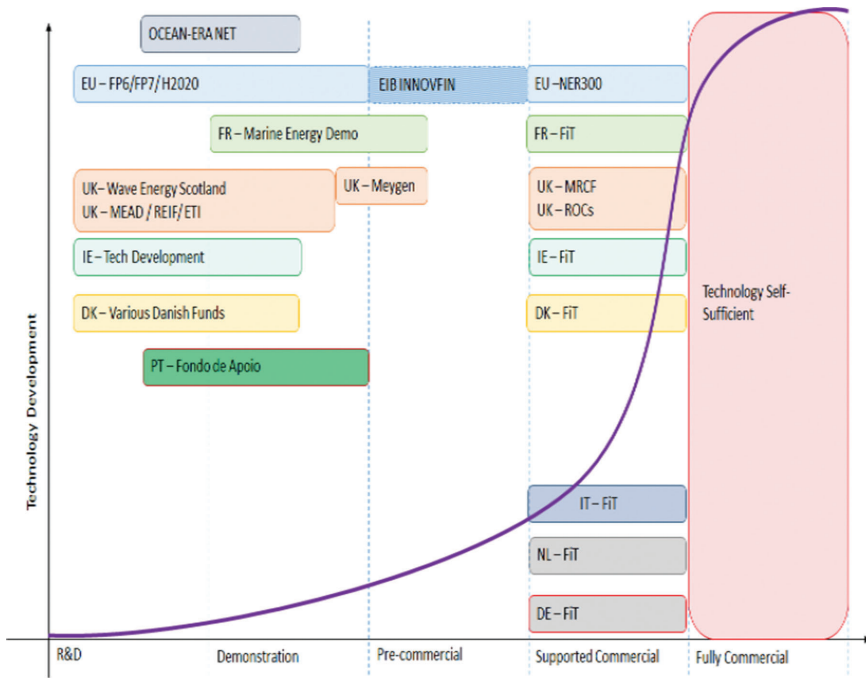 OCEAN-ERA NET
EU – FP6/FP7/H2020
EIB INNOVFIN
EU –NER300
FR – Marine Energy Demo
FR – FiT
UK– Wave Energy Scotland
UK – MEAD / REIF/ETI
UK – Meygen
UK – MRCF
UK – ROCs
IE – Tech Development
IE – FiT
DK – Various Danish Funds
DK – FiT
Technology Self-
Sufficient
PT – Fondo de Apoio
IT – FiT
NL – FiT
DE – FiT
Technology Development
R&D
Demonstration
Pre-commercial
Supported Commercial
Fully Commercial